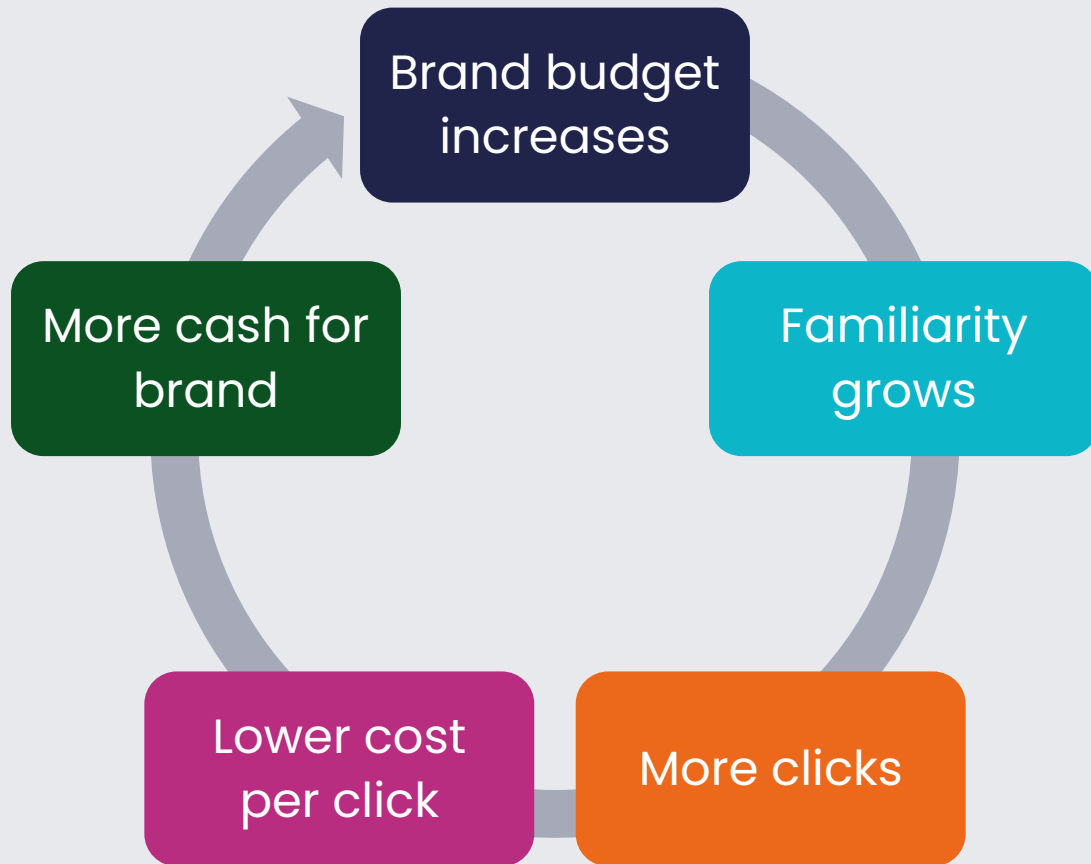 Brand budget
increases
Familiarity
grows
More clicks
Lower cost
per click
More cash for
brand